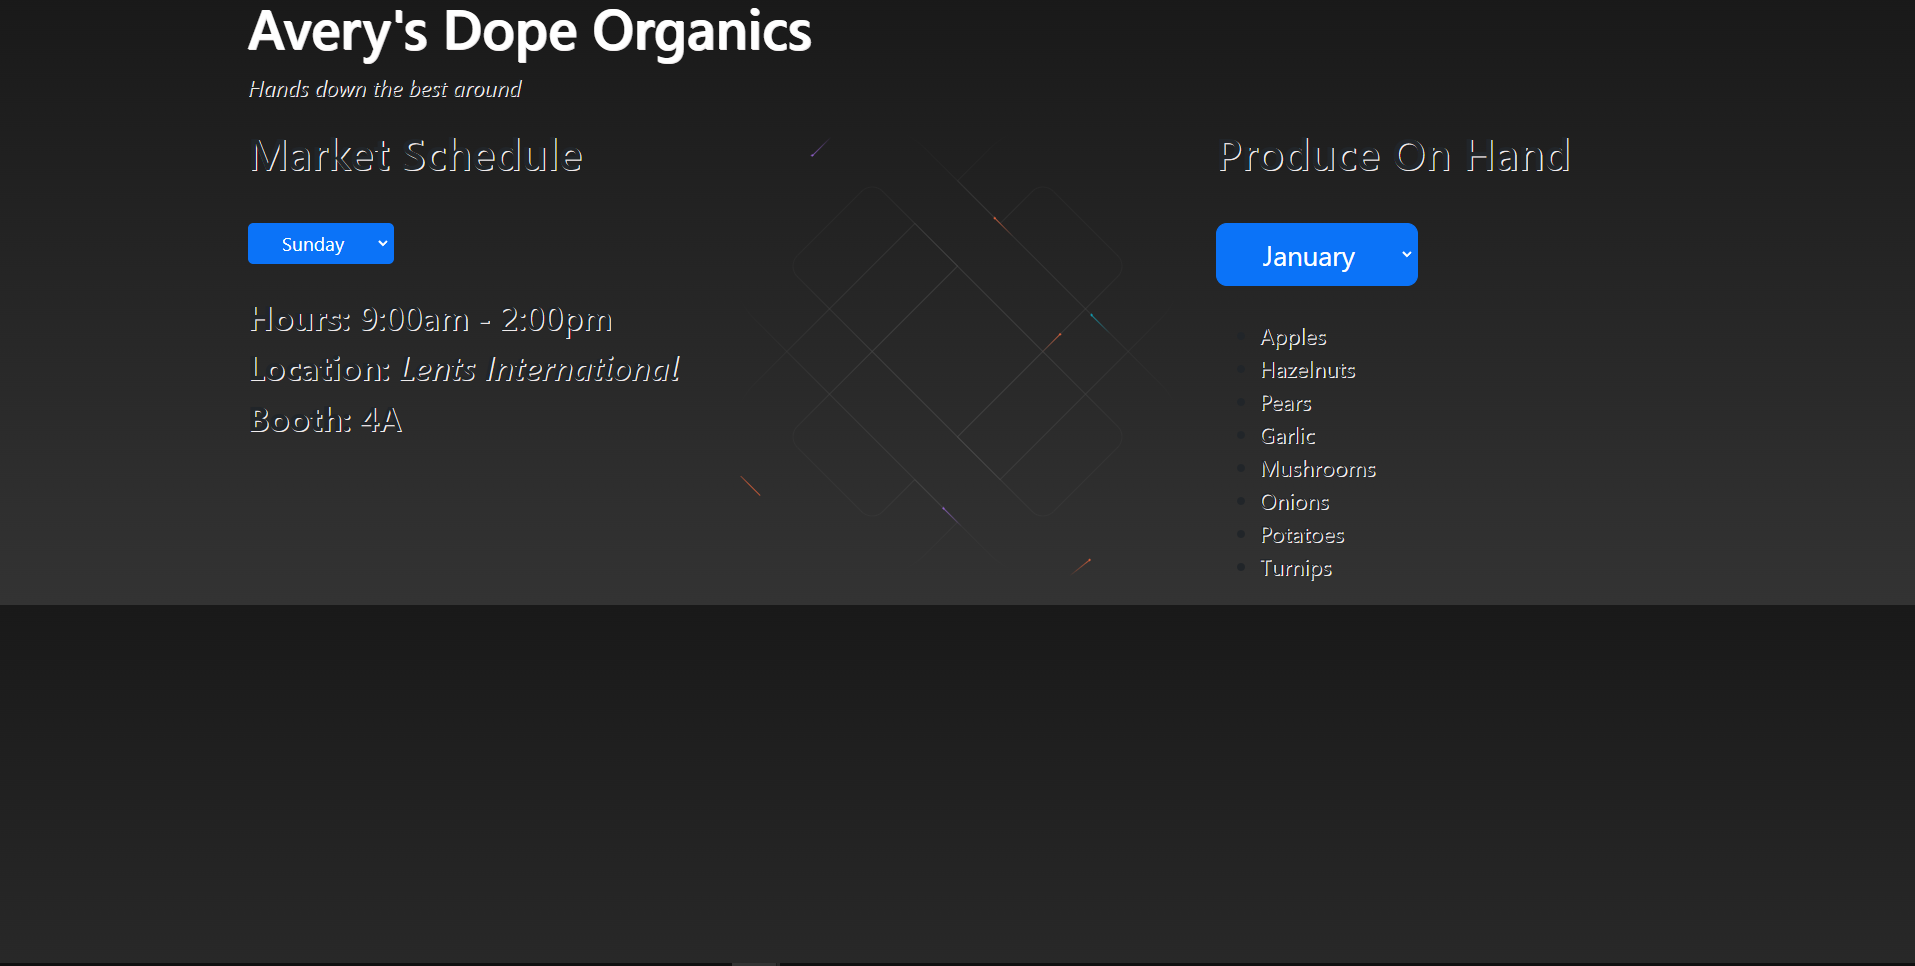 Avery's Dope Organics
Hands down the best around
Market Schedule
Sunday
Hours: 9:00am - 2:00pm
Location: Lents International
Booth: 4A
Produce On Hand
January
Apples
Hazelnuts
Pears
Garlic
Mushrooms
Onions
Potatoes
Turnips